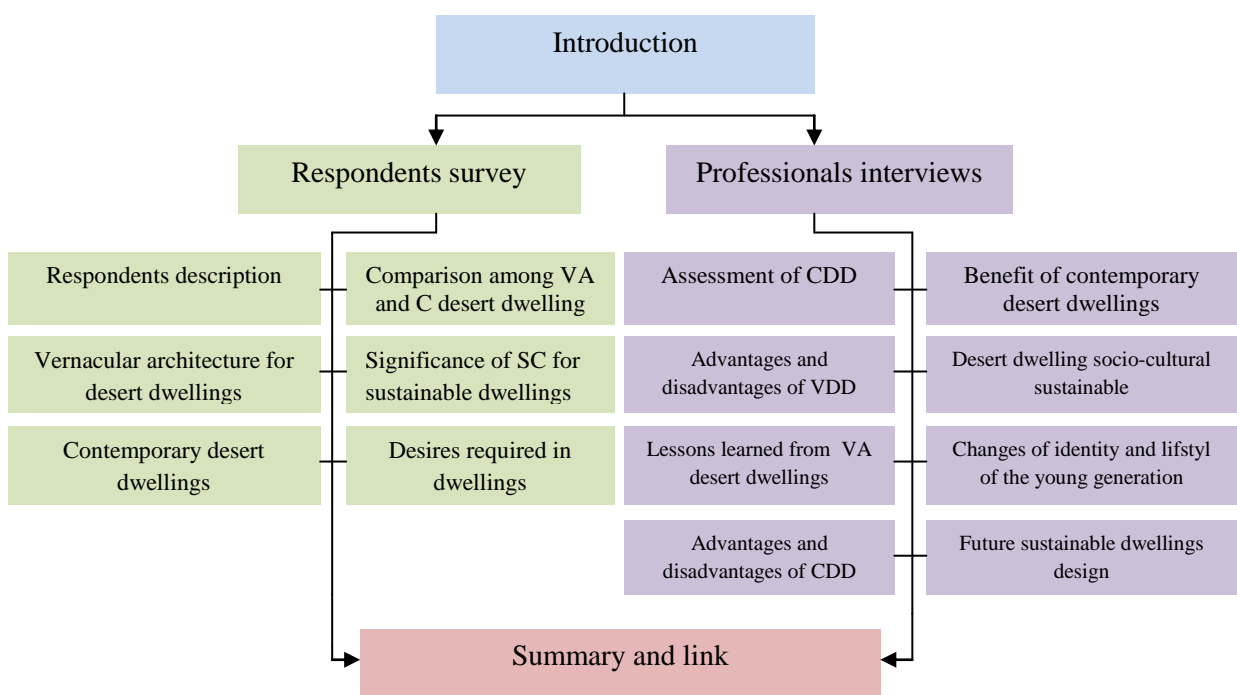 Introduction
Respondents survey
Professionals interviews
Respondents description
Comparison among VA
and C desert dwelling
Vernacular architecture for
desert dwellings
Significance of SC for
sustainable dwellings
Contemporary desert
dwellings
Desires required in
dwellings
Assessment of CDD
Benefit of contemporary
desert dwellings
Advantages and
disadvantages of VDD
Desert dwelling socio-cultural
sustainable
Lessons learned from VA
desert dwellings
Changes of identity and lifstyl
of the young generation
Advantages and
disadvantages of CDD
Future sustainable dwellings
design
Summary and link